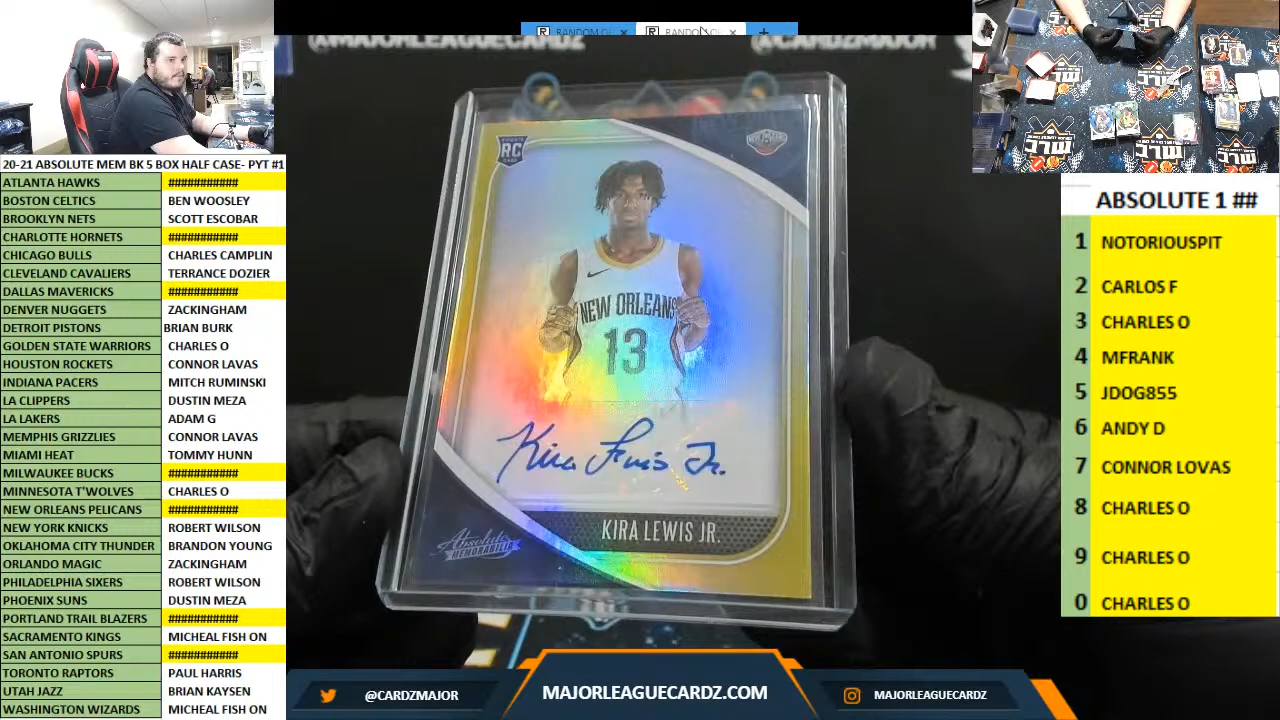 RANDOM
@MAJORLEAGUECARDZ
@CARDZMAJOR
20-21 ABSOLUTE MEM BK 5 BOX HALF CASE- PYT #1
ATLANTA HAWKS ###########
BOSTON CELTICS BEN WOOSLEY
BROOKLYN NETS SCOTT ESCOBAR
CHARLOTTE HORNETS ###########
CHICAGO BULLS CHARLES CAMPLIN
CLEVELAND CAVALIERS TERRANCE DOZIER
DALLAS MAVERICKS ###########
DENVER NUGGETS ZACKINGHAM
DETROIT PISTONS BRIAN BURK
GOLDEN STATE WARRIORS CHARLES O
HOUSTON ROCKETS CONNOR LAVAS
INDIANA PACERS MITCH RUMINSKI
LA CLIPPERS DUSTIN MEZA
LA LAKERS ADAM G
MEMPHIS GRIZZLIES CONNOR LAVAS
MIAMI HEAT TOMMY HUNN
MILWAUKEE BUCKS ###########
MINNESOTA T'WOLVES CHARLES O
NEW ORLEANS PELICANS ###########
NEW YORK KNICKS ROBERT WILSON
OKLAHOMA CITY THUNDER BRANDON YOUNG
ORLANDO MAGIC ZACKINGHAM
PHILADELPHIA SIXERS ROBERT WILSON
PHOENIX SUNS DUSTIN MEZA
PORTLAND TRAIL BLAZERS ###########
SACRAMENTO KINGS MICHEAL FISH ON
SAN ANTONIO SPURS ###########
TORONTO RAPTORS PAUL HARRIS
UTAH JAZZ BRIAN KAYSEN
WASHINGTON WIZARDS MICHEAL FISH ON
RC
NEW ORLEANS
13
Kira Lewis Jr.
KIRA LEWIS JR.
Absolute
MEMORABILIA
ABSOLUTE 1 ##
1 NOTORIOUSPIT
2 CARLOS F
3 CHARLES O
4 MFRANK
5 JDOG855
6 ANDY D
7 CONNOR LOVAS
8 CHARLES O
9 CHARLES O
0 CHARLES O
@CARDZMAJOR
MAJORLEAGUECARDZ.COM
MAJORLEAGUECARDZ